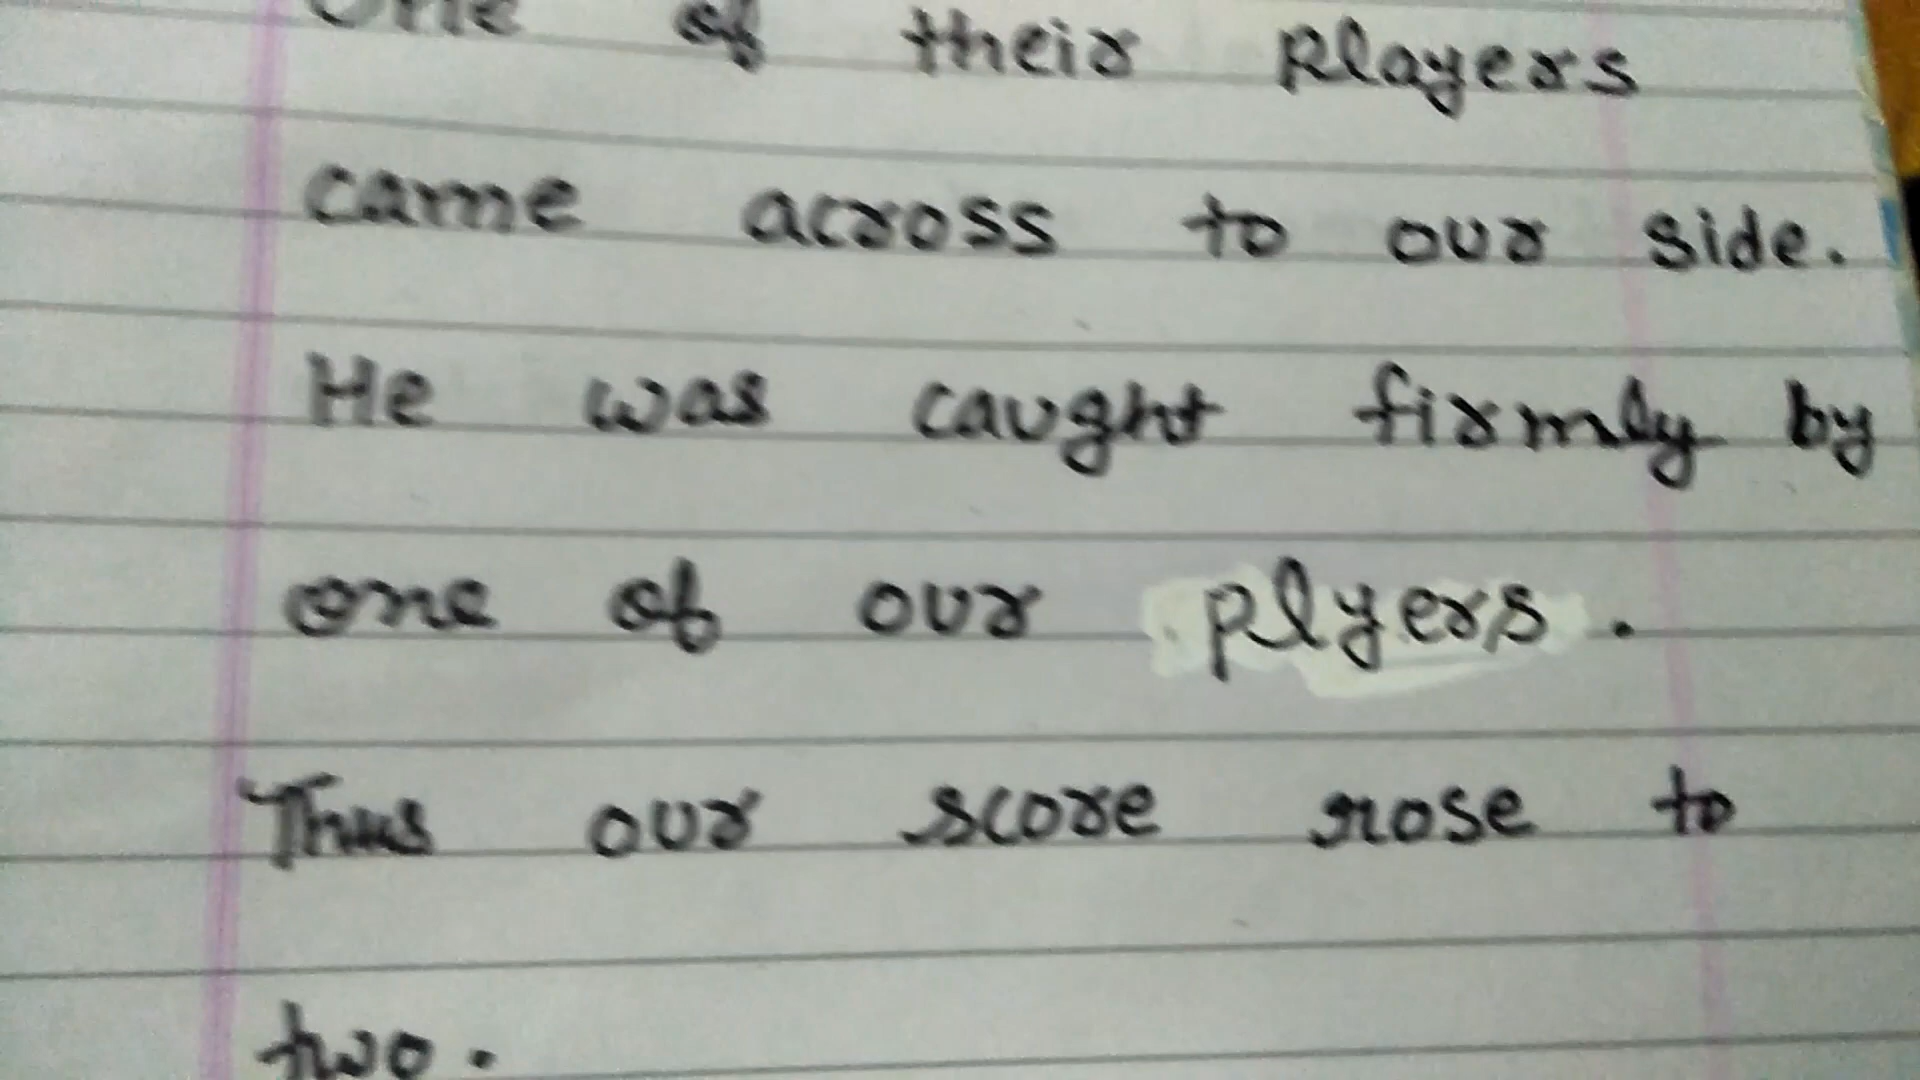 One of their players
came across to our side.
He was caught firmly by
one of our plyers.
Thus our score rose to
two.